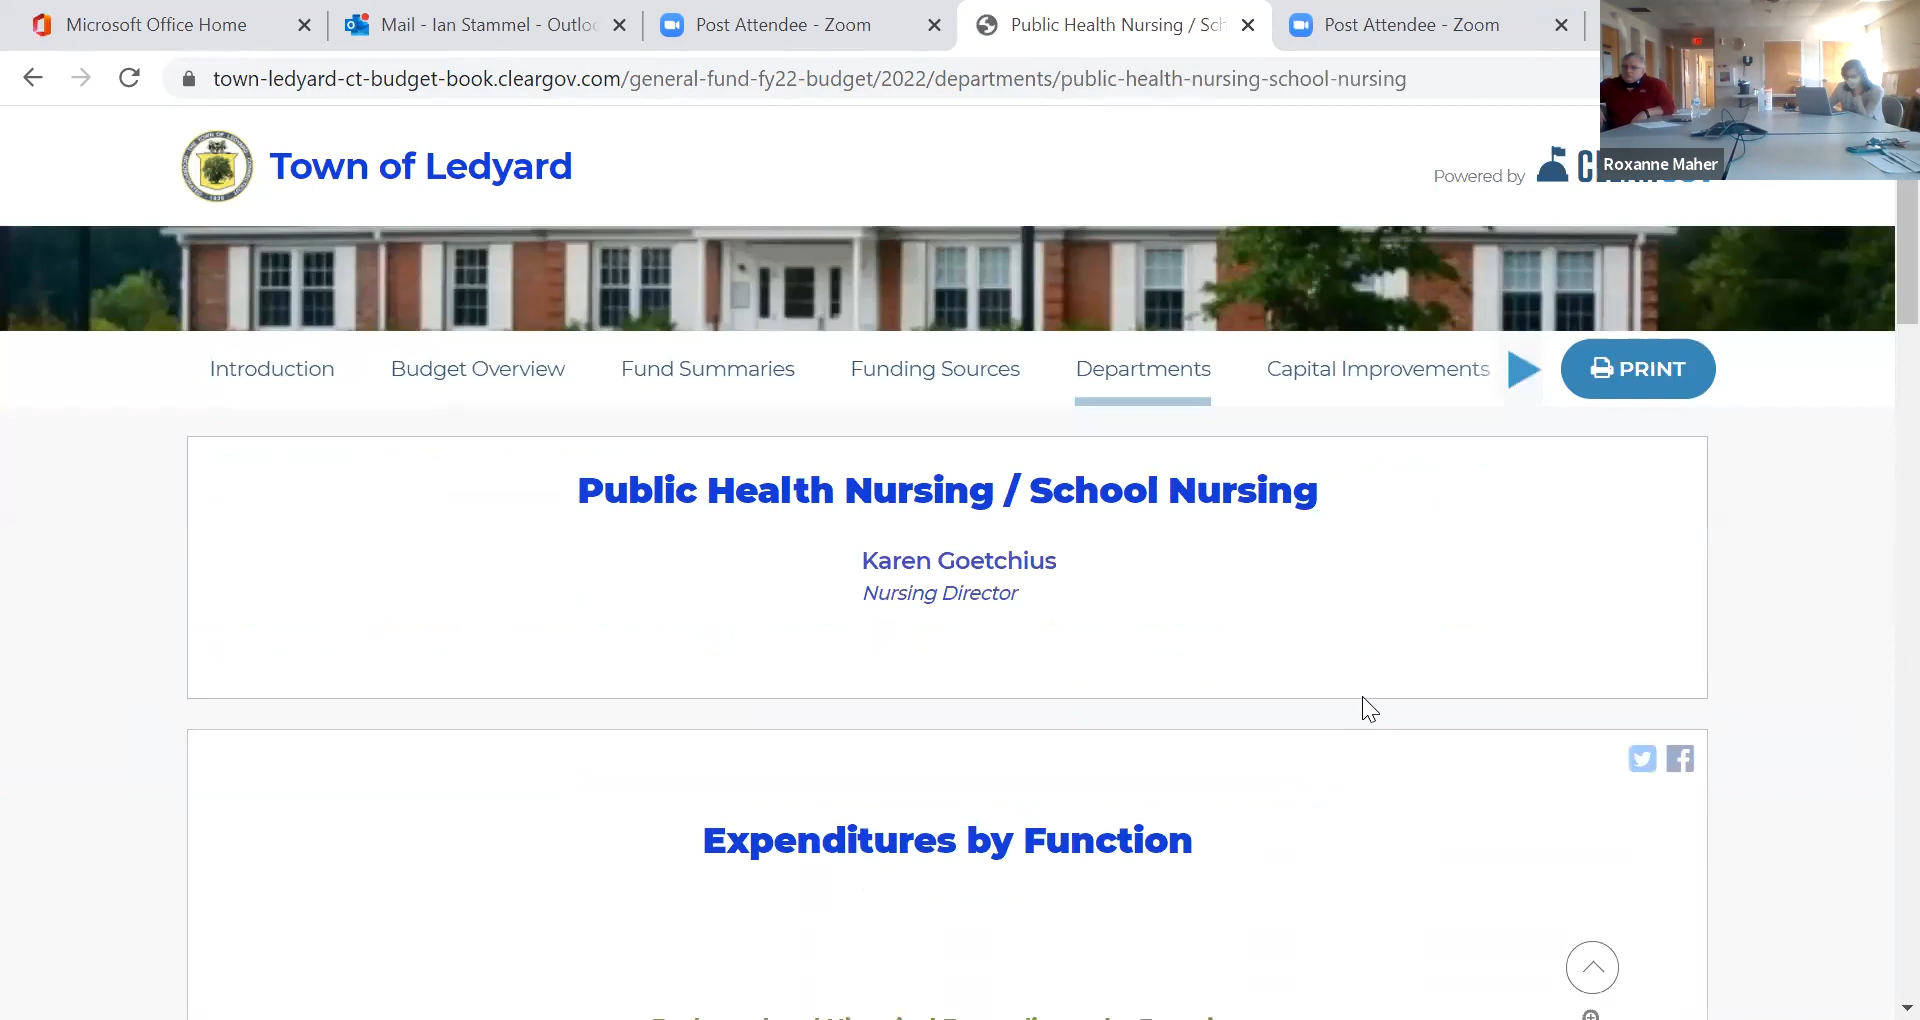 Microsoft Office Home
Mail - Ian Stammel - Outlo
Post Attendee - Zoom
Public Health Nursing / Sch
Post Attendee - Zoom
town-ledyard-ct-budget-book.cleargov.com/general-fund-fy22-budget/2022/departments/public-health-nursing-school-nursing
Town of Ledyard
Powered by
Roxanne Maher
Introduction
Budget Overview
Fund Summaries
Funding Sources
Departments
Capital Improvements
PRINT
Public Health Nursing / School Nursing
Karen Goetchius
Nursing Director
Expenditures by Function